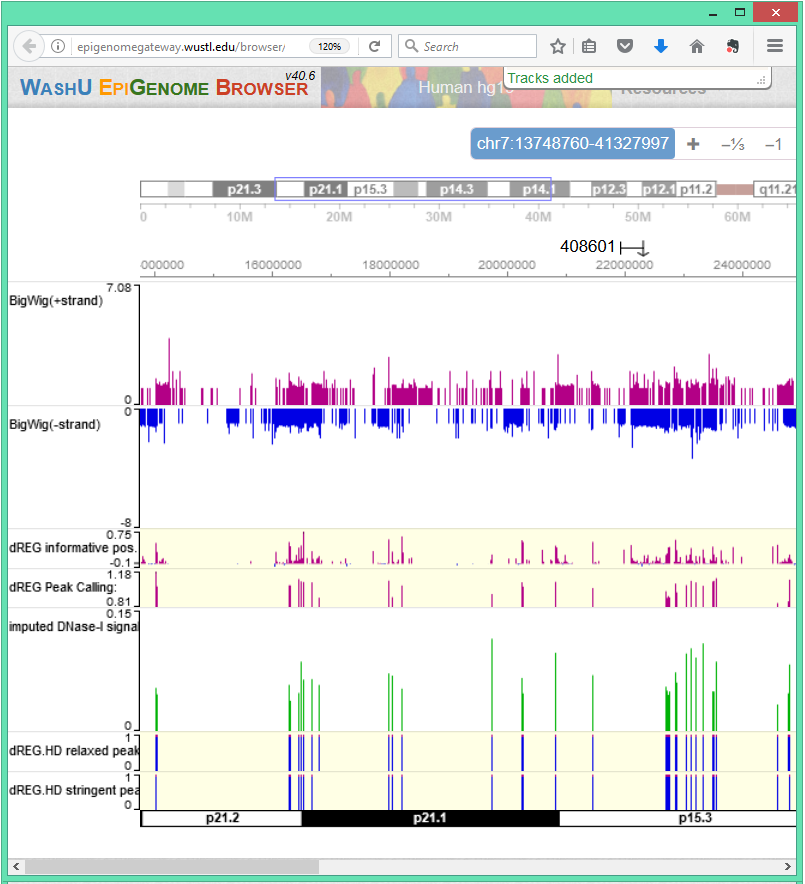 epigenomegateway.wustl.edu/browser/
120%
Search
WashU EpiGenome Browser
v40.6
Human hg1
Tracks added
Resources
chr7:13748760-41327997
+ –⅓ –1
p21.3 p21.1 p15.3 p14.3 p14.1 p12.3 p12.1 p11.2 q11.21
0 10M 20M 30M 40M 50M 60M
408601
000000 16000000 18000000 20000000 22000000 24000000
7.08
BigWig(+strand)
0
0
BigWig(-strand)
-8
0.75
dREG informative pos.
-0.1
1.18
dREG Peak Calling:
0.81
0.15
imputed DNase-I signal
0
1
dREG.HD relaxed peak
0
1
dREG.HD stringent pea
0
p21.2 p21.1 p15.3